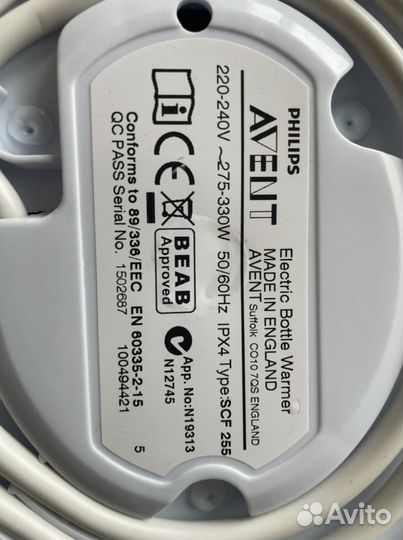 PHILIPS
AVENT
Electric Bottle Warmer
MADE IN ENGLAND
AVENT Suffolk CO10 7QS ENGLAND
220-240V ~275-330W 50/60Hz IPX4 Type:SCF 255
i
CE
BEAB
Approved
App. No:N19313
N12745
Conforms to 89/336/EEC EN 60335-2-15
QC PASS Serial No. 1502687 100494421 5
Avito